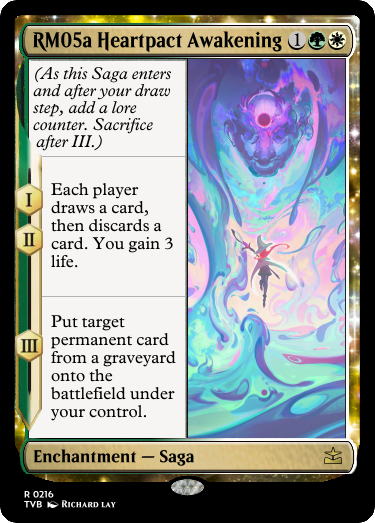 RM05a Heartpact Awakening 1
(As this Saga enters
and after your draw
step, add a lore
counter. Sacrifice
after III.)
I
II
Each player
draws a card,
then discards a
card. You gain 3
life.
III
Put target
permanent card
from a graveyard
onto the
battlefield under
your control.
Enchantment — Saga
R 0216
TVB RICHARD LAY